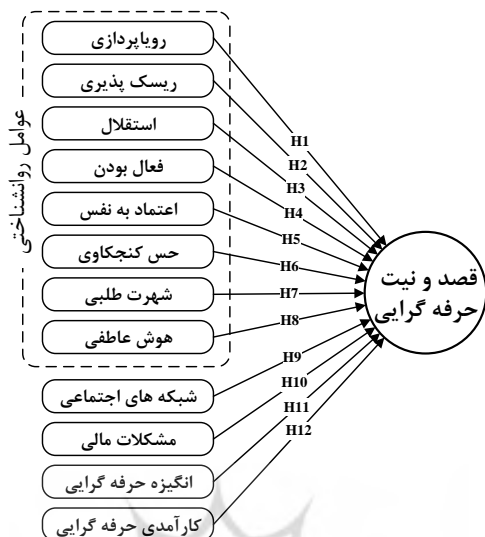 عوامل روانشناختی
رویاپردازی
ریسک پذیری
استقلال
فعال بودن
اعتماد به نفس
حس کنجکاوی
شهرت طلبی
هوش عاطفی
شبکه های اجتماعی
مشکلات مالی
انگیزه حرفه گرایی
کارآمدی حرفه گرایی
H1
H2
H3
H4
H5
H6
H7
H8
H9
H10
H11
H12
قصد و نیت
حرفه گرایی